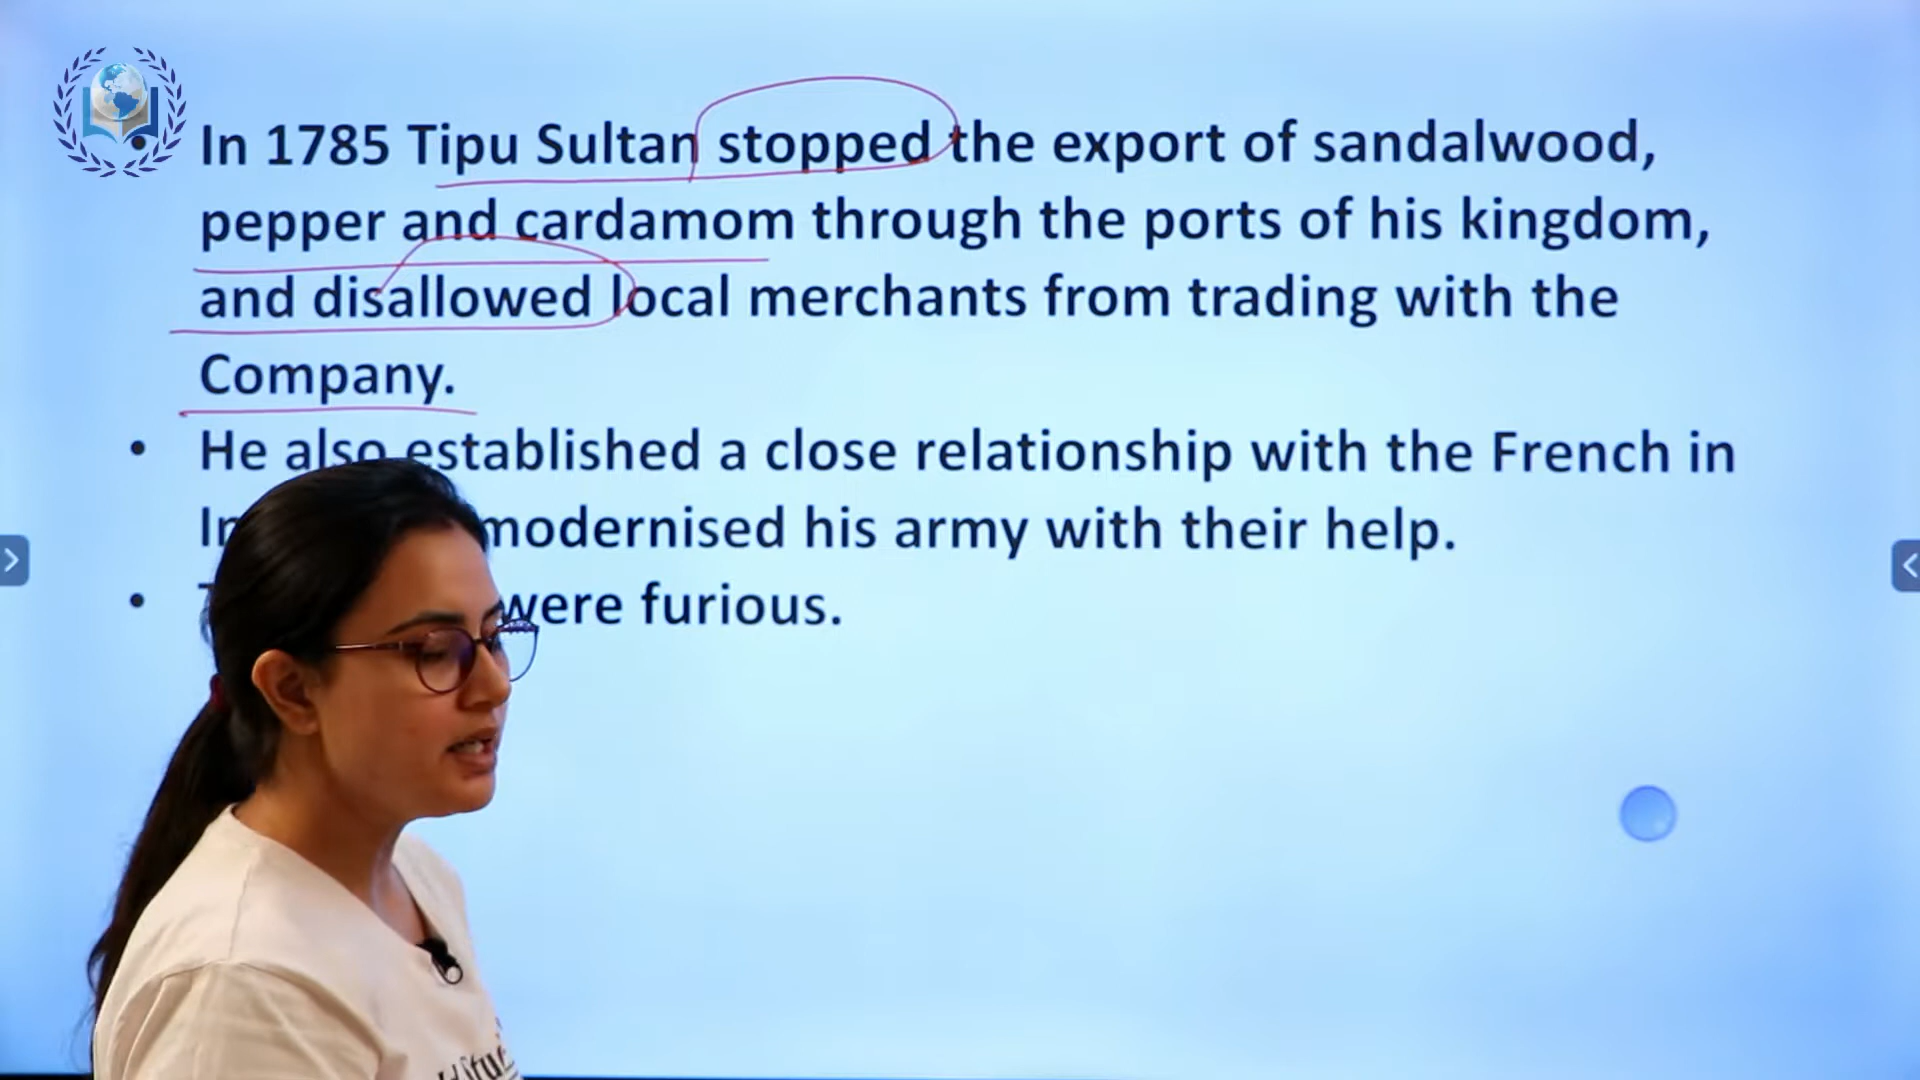 In 1785 Tipu Sultan stopped the export of sandalwood,
pepper and cardamom through the ports of his kingdom,
and disallowed local merchants from trading with the
Company.
• He also established a close relationship with the French in
modernised his army with their help.
• were furious.